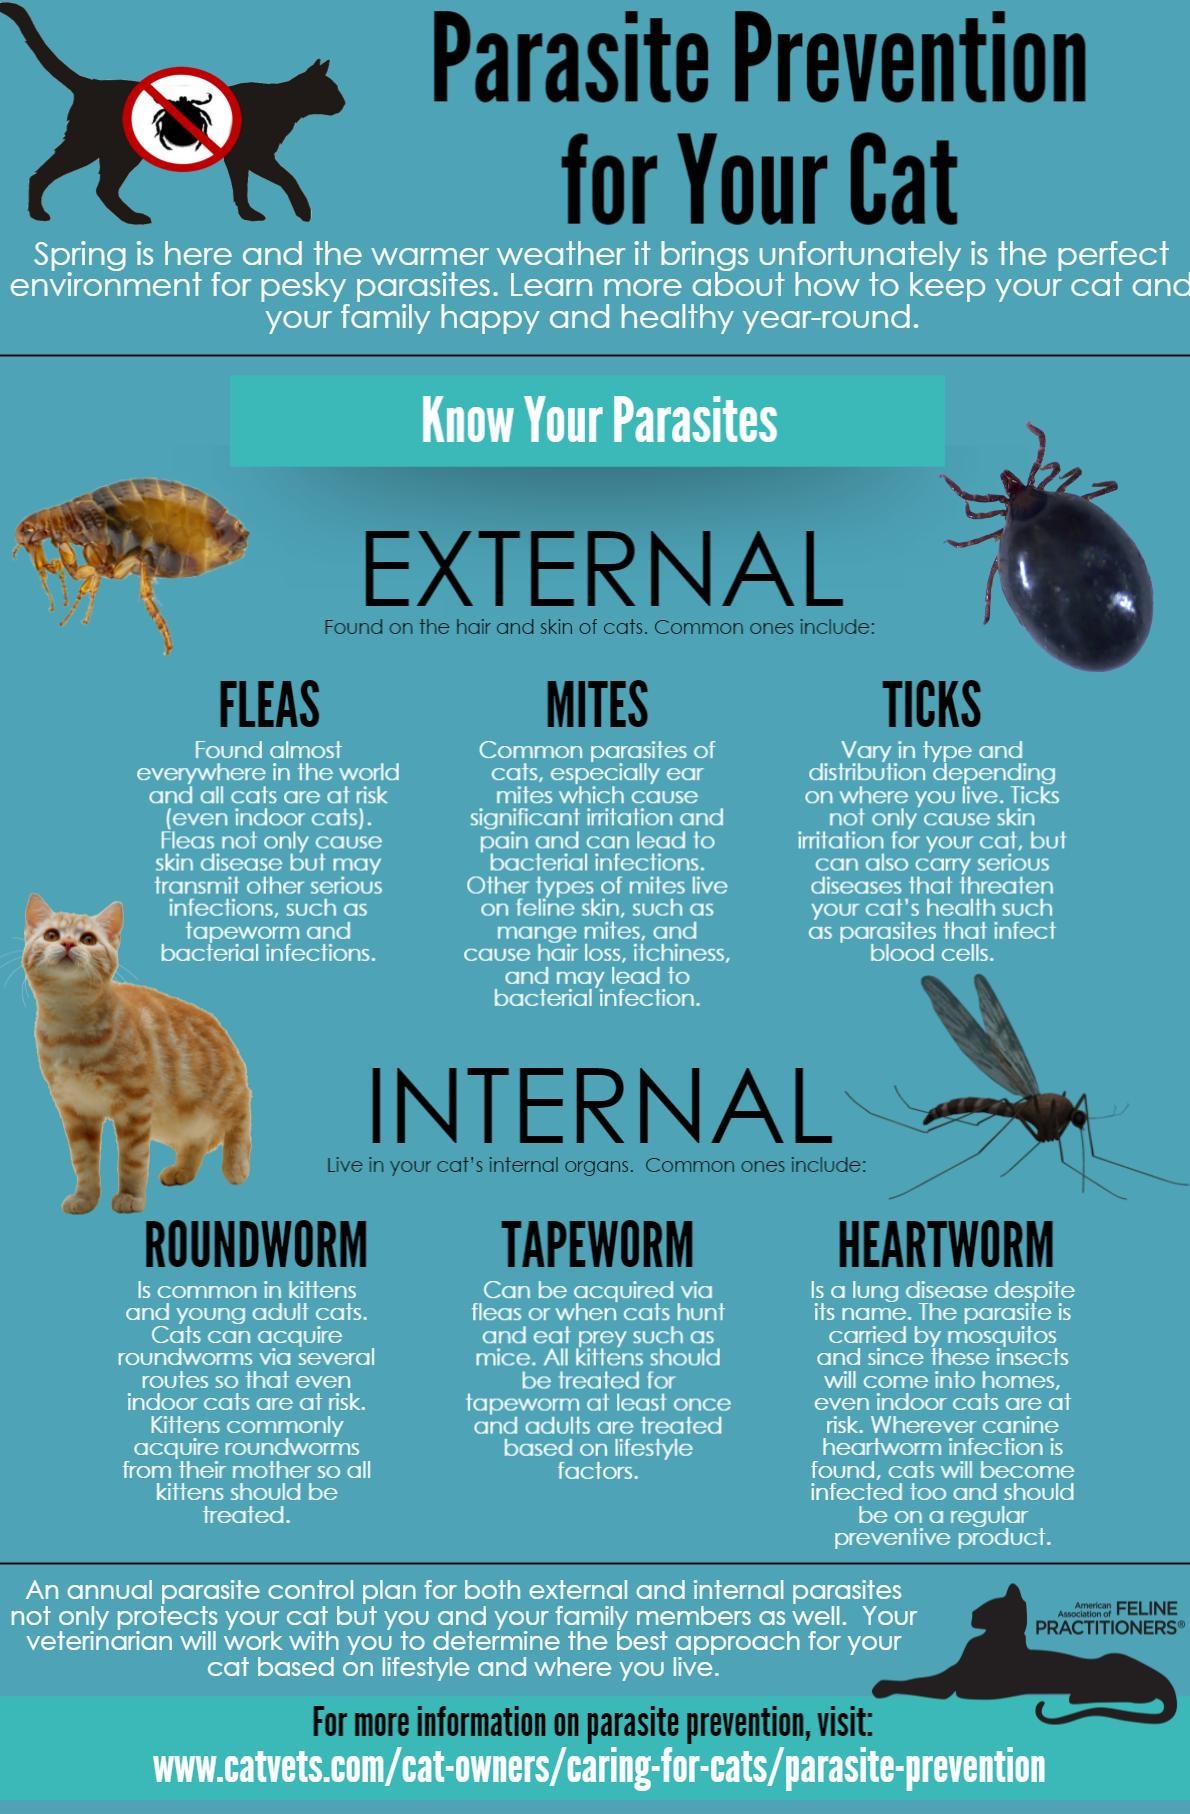 Parasite Prevention
for Your Cat
Spring is here and the warmer weather it brings unfortunately is the perfect
environment for pesky parasites. Learn more about how to keep your cat and
your family happy and healthy year-round.
Know Your Parasites
EXTERNAL
Found on the hair and skin of cats. Common ones include:
FLEAS
Found almost
everywhere in the world
and all cats are at risk
(even indoor cats).
Fleas not only cause
skin disease but may
transmit other serious
infections, such as
tapeworm and
bacterial infections.
MITES
Common parasites of
cats, especially ear
mites which cause
significant irritation and
pain and can lead to
bacterial infections.
Other types of mites live
on feline skin, such as
mange mites, and
cause hair loss, itchiness,
and may lead to
bacterial infection.
TICKS
Vary in type and
distribution depending
on where you live. Ticks
not only cause skin
irritation for your cat, but
can also carry serious
diseases that threaten
your cat's health such
as parasites that infect
blood cells.
INTERNAL
Live in your cat's internal organs. Common ones include:
ROUNDWORM
Is common in kittens
and young adult cats.
Cats can acquire
roundworms via several
routes so that even
indoor cats are at risk.
Kittens commonly
acquire roundworms
from their mother so all
kittens should be
treated.
TAPEWORM
Can be acquired via
fleas or when cats hunt
and eat prey such as
mice. All kittens should
be treated for
tapeworm at least once
and adults are treated
based on lifestyle
factors.
HEARTWORM
Is a lung disease despite
its name. The parasite is
carried by mosquitos
and since these insects
will come into homes,
even indoor cats are at
risk. Wherever canine
heartworm infection is
found, cats will become
infected too and should
be on a regular
preventive product.
An annual parasite control plan for both external and internal parasites
not only protects your cat but you and your family members as well. Your
veterinarian will work with you to determine the best approach for your
cat based on lifestyle and where you live.
American
Association of FELINE
PRACTITIONERS®
For more information on parasite prevention, visit:
www.catvets.com/cat-owners/caring-for-cats/parasite-prevention